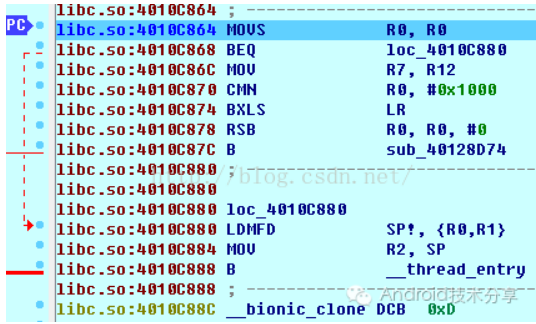 libc.so:4010C864 ; ------------------------------
PC libc.so:4010C864 MOVS R0, R0
libc.so:4010C868 BEQ loc_4010C880
libc.so:4010C86C MOV R7, R12
libc.so:4010C870 CMN R0, #0x1000
libc.so:4010C874 BXLS LR
libc.so:4010C878 RSB R0, R0, #0
libc.so:4010C87C B sub_40128D74
libc.so:4010C880 ; ------------------------------
http://blog.csdn.net/
libc.so:4010C880
libc.so:4010C880 loc_4010C880
libc.so:4010C880 LDMFD SP!, {R0,R1}
libc.so:4010C884 MOV R2, SP
libc.so:4010C888 B __thread_entry
libc.so:4010C888 ; ------------------------------
Android技术分享
libc.so:4010C88C __bionic_clone DCB 0xD